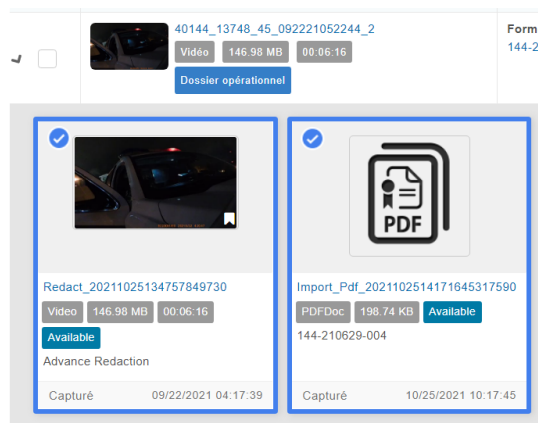 40144_13748_45_092221052244_2
Form
Vidéo 146.98 MB 00:06:16
144-2
Dossier opérationnel
Redact_20211025134757849730
Video 146.98 MB 00:06:16
Available
Advance Redaction
Capturé 09/22/2021 04:17:39
PDF
Import_Pdf_2021102514171645317590
PDFDoc 198.74 KB Available
144-210629-004
Capturé 10/25/2021 10:17:45